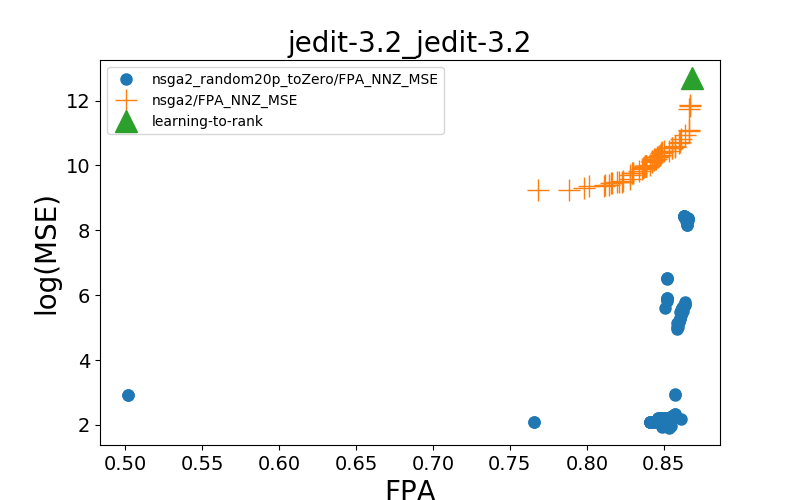 jedit-3.2_jedit-3.2
nsga2_random20p_toZero/FPA_NNZ_MSE
nsga2/FPA_NNZ_MSE
learning-to-rank
log(MSE)
12
10
8
6
4
2
0.50 0.55 0.60 0.65 0.70 0.75 0.80 0.85
FPA